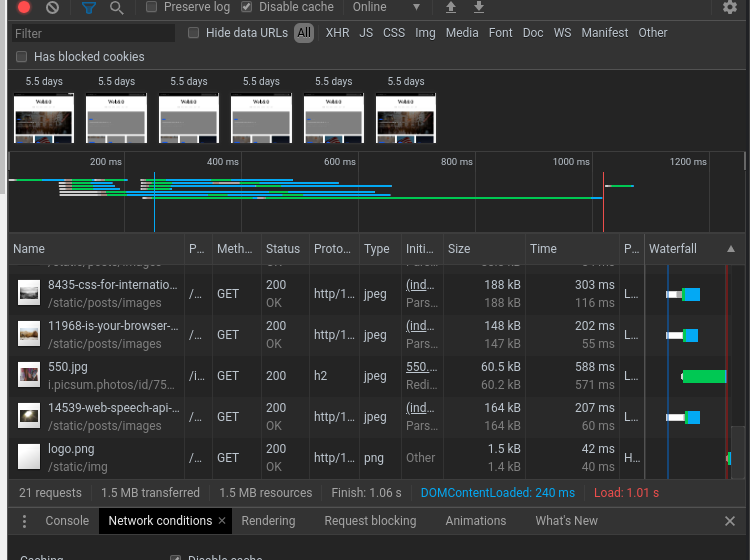 Preserve log Disable cache Online
Filter Hide data URLs All XHR JS CSS Img Media Font Doc WS Manifest Other
Has blocked cookies
5.5 days 5.5 days 5.5 days 5.5 days 5.5 days 5.5 days
200 ms 400 ms 600 ms 800 ms 1000 ms 1200 ms
Name P... Meth... Status Proto... Type Initi... Size Time P... Waterfall ▲
/static/posts/images
8435-css-for-internatio... /... GET 200 http/1... jpeg (ind... 188 kB 303 ms L...
/static/posts/images OK Pars... 188 kB 116 ms
11968-is-your-browser-... /... GET 200 http/1... jpeg (ind... 148 kB 202 ms L...
/static/posts/images OK Pars... 147 kB 55 ms
550.jpg /i... GET 200 h2 jpeg 550.... 60.5 kB 588 ms L...
i.picsum.photos/id/75... Redi... 60.2 kB 571 ms
14539-web-speech-api-... /... GET 200 http/1... jpeg (ind... 164 kB 207 ms L...
/static/posts/images OK Pars... 164 kB 60 ms
logo.png /... GET 200 http/1... png Other 1.5 kB 42 ms H...
/static/img OK 1.4 kB 40 ms
21 requests 1.5 MB transferred 1.5 MB resources Finish: 1.06 s DOMContentLoaded: 240 ms Load: 1.01 s
Console Network conditions × Rendering Request blocking Animations What's New
Caching Disable cache